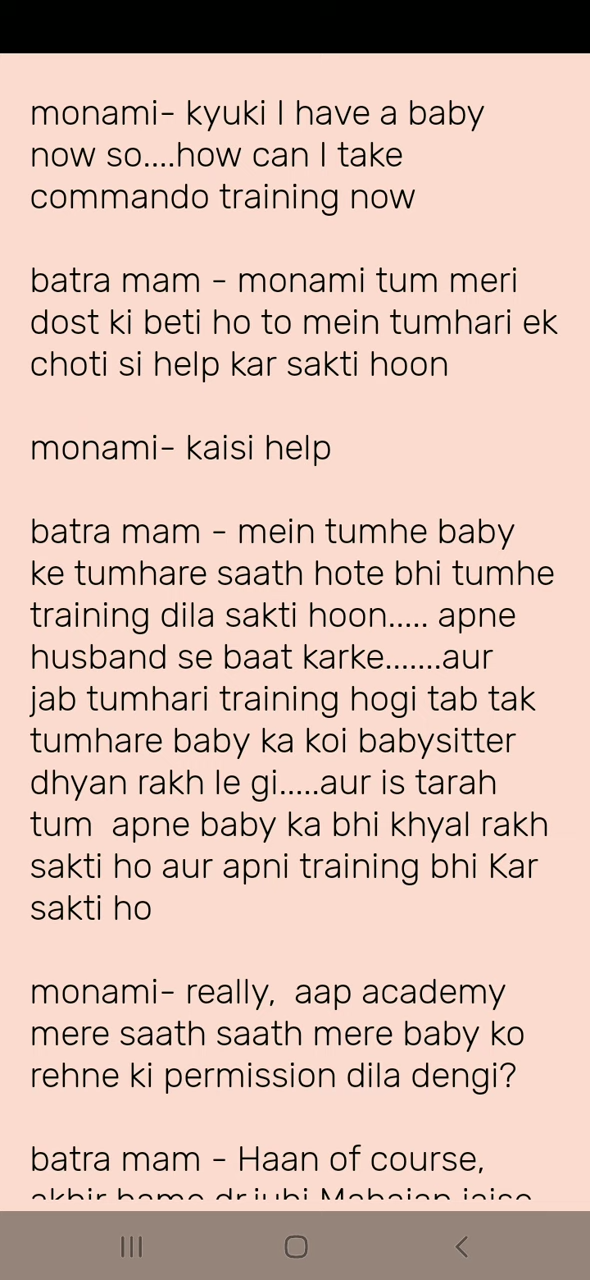 monami- kyuki I have a baby
now so....how can I take
commando training now
batra mam - monami tum meri
dost ki beti ho to mein tumhari ek
choti si help kar sakti hoon
monami- kaisi help
batra mam - mein tumhe baby
ke tumhare saath hote bhi tumhe
training dila sakti hoon..... apne
husband se baat karke.......aur
jab tumhari training hogi tab tak
tumhare baby ka koi babysitter
dhyan rakh le gi.....aur is tarah
tum  apne baby ka bhi khyal rakh
sakti ho aur apni training bhi Kar
sakti ho
monami- really,  aap academy
mere saath saath mere baby ko
rehne ki permission dila dengi?
batra mam - Haan of course,